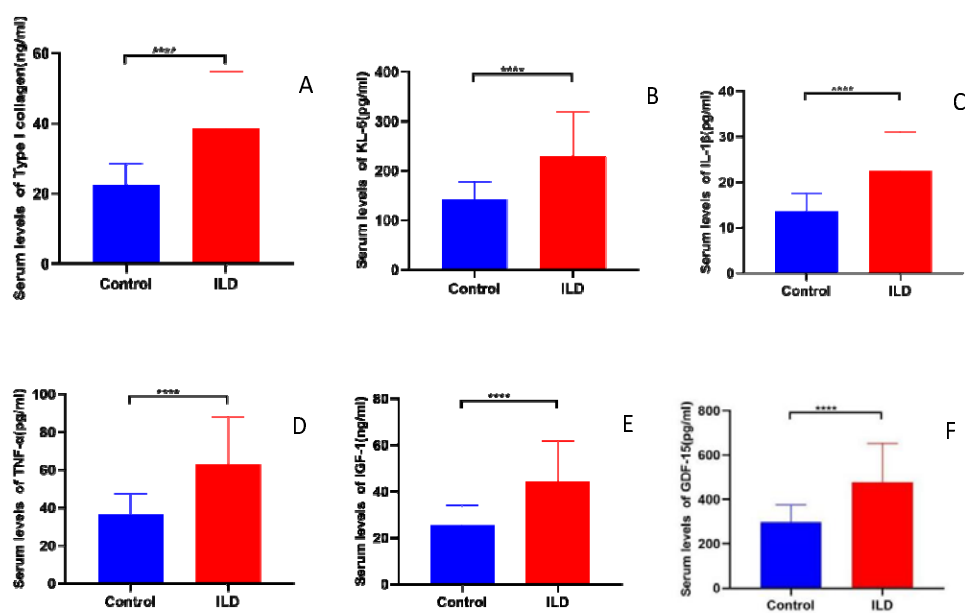 A
Serum levels of Type I collagen(ng/ml)
****
60
40
20
0
Control ILD
B
Serum levels of KL-6(pg/ml)
****
400
300
200
100
0
Control ILD
C
Serum levels of IL-1β(pg/ml)
****
40
30
20
10
0
Control ILD
D
Serum levels of TNF-α(pg/ml)
****
100
80
60
40
20
0
Control ILD
E
Serum levels of IGF-1(ng/ml)
****
80
60
40
20
0
Control ILD
F
Serum levels of GDF-15(pg/ml)
****
800
600
400
200
0
Control ILD